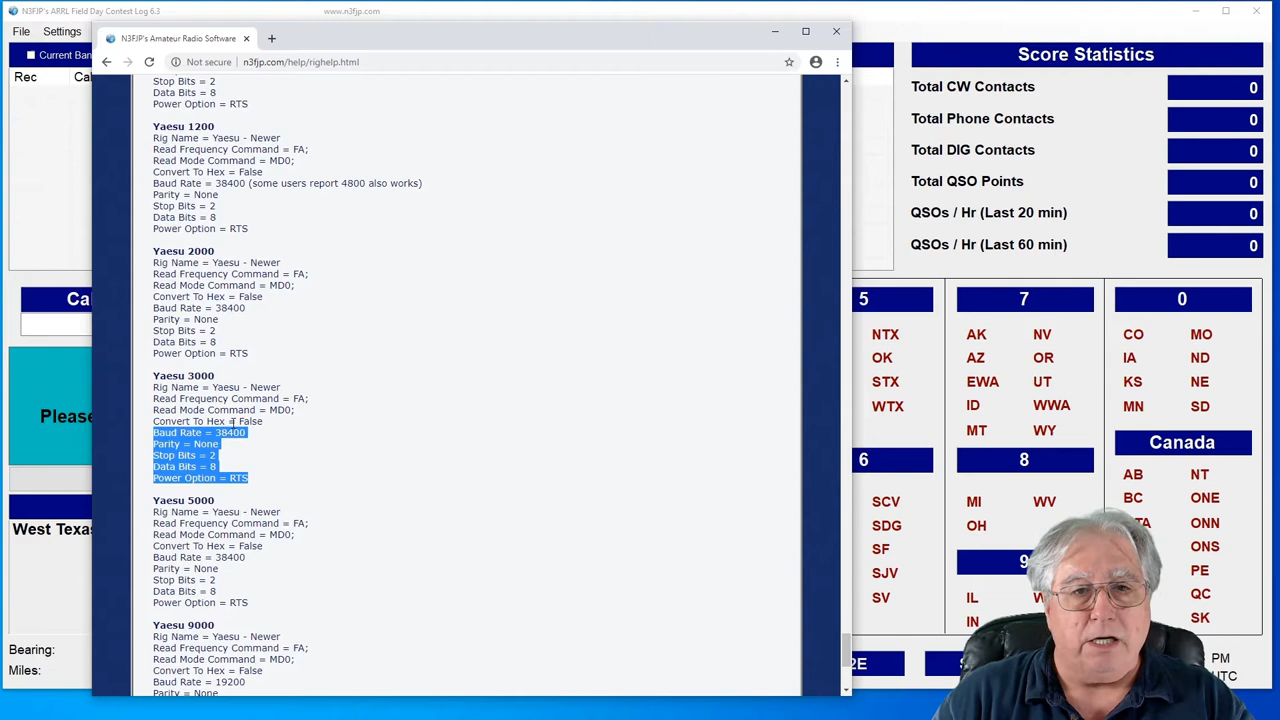 N3FJP's ARRL Field Day Contest Log 6.3
www.n3fjp.com
File
Settings
Current Ban
Rec
Cal
N3FJP's Amateur Radio Software
Not secure
n3fjp.com/help/righelp.html
Stop Bits = 2
Data Bits = 8
Power Option = RTS
Yaesu 1200
Rig Name = Yaesu - Newer
Read Frequency Command = FA;
Read Mode Command = MD0;
Convert To Hex = False
Baud Rate = 38400 (some users report 4800 also works)
Parity = None
Stop Bits = 2
Data Bits = 8
Power Option = RTS
Yaesu 2000
Rig Name = Yaesu - Newer
Read Frequency Command = FA;
Read Mode Command = MD0;
Convert To Hex = False
Baud Rate = 38400
Parity = None
Stop Bits = 2
Data Bits = 8
Power Option = RTS
Yaesu 3000
Rig Name = Yaesu - Newer
Read Frequency Command = FA;
Read Mode Command = MD0;
Convert To Hex = False
Baud Rate = 38400
Parity = None
Stop Bits = 2
Data Bits = 8
Power Option = RTS
Yaesu 5000
Rig Name = Yaesu - Newer
Read Frequency Command = FA;
Read Mode Command = MD0;
Convert To Hex = False
Baud Rate = 38400
Parity = None
Stop Bits = 2
Data Bits = 8
Power Option = RTS
Yaesu 9000
Rig Name = Yaesu - Newer
Read Frequency Command = FA;
Read Mode Command = MD0;
Convert To Hex = False
Baud Rate = 19200
Parity = None
Cal
Please
West Texas
Bearing:
Miles:
Score Statistics
Total CW Contacts 0
Total Phone Contacts 0
Total DIG Contacts 0
Total QSO Points 0
QSOs / Hr (Last 20 min) 0
QSOs / Hr (Last 60 min) 0
5
NTX
OK
STX
WTX
6
SCV
SDG
SF
SJV
SV
7
AK NV
AZ OR
EWA UT
ID WWA
MT WY
8
MI WV
OH
9
IL
IN
0
CO MO
IA ND
KS NE
MN SD
Canada
AB NT
BC ONE
ONN
ONS
PE
QC
SK
PM